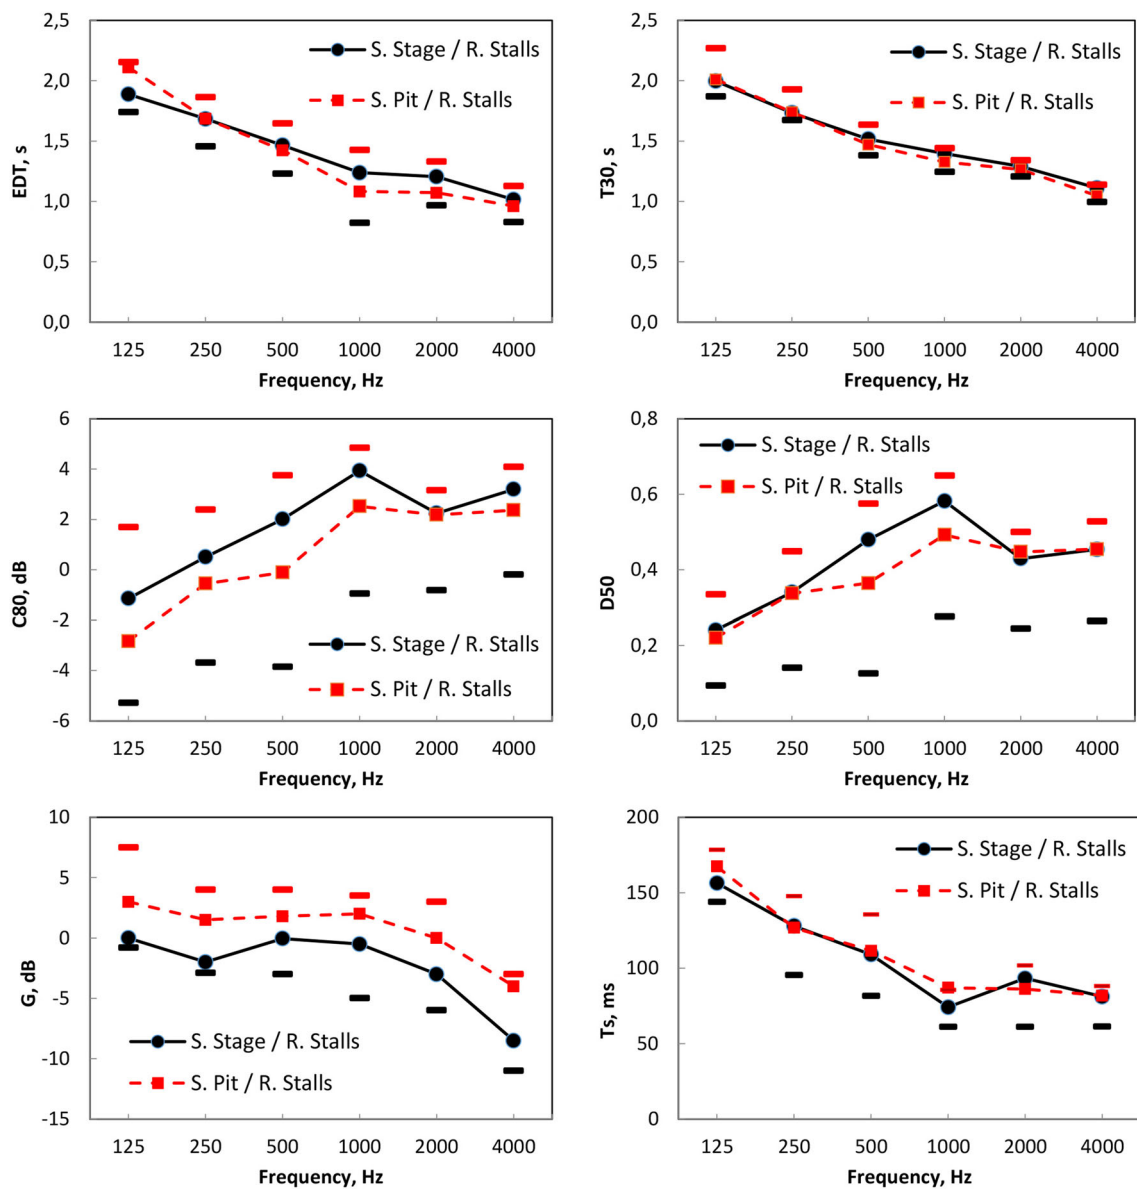 EDT, s
2,5
2,0
1,5
1,0
0,5
0,0
S. Stage / R. Stalls
S. Pit / R. Stalls
125 250 500 1000 2000 4000
Frequency, Hz
T30, s
2,5
2,0
1,5
1,0
0,5
0,0
S. Stage / R. Stalls
S. Pit / R. Stalls
125 250 500 1000 2000 4000
Frequency, Hz
C80, dB
6
4
2
0
-2
-4
-6
S. Stage / R. Stalls
S. Pit / R. Stalls
125 250 500 1000 2000 4000
Frequency, Hz
D50
0,8
0,6
0,4
0,2
0,0
S. Stage / R. Stalls
S. Pit / R. Stalls
125 250 500 1000 2000 4000
Frequency, Hz
G, dB
10
5
0
-5
-10
-15
S. Stage / R. Stalls
S. Pit / R. Stalls
125 250 500 1000 2000 4000
Frequency, Hz
Ts, ms
200
150
100
50
0
S. Stage / R. Stalls
S. Pit / R. Stalls
125 250 500 1000 2000 4000
Frequency, Hz